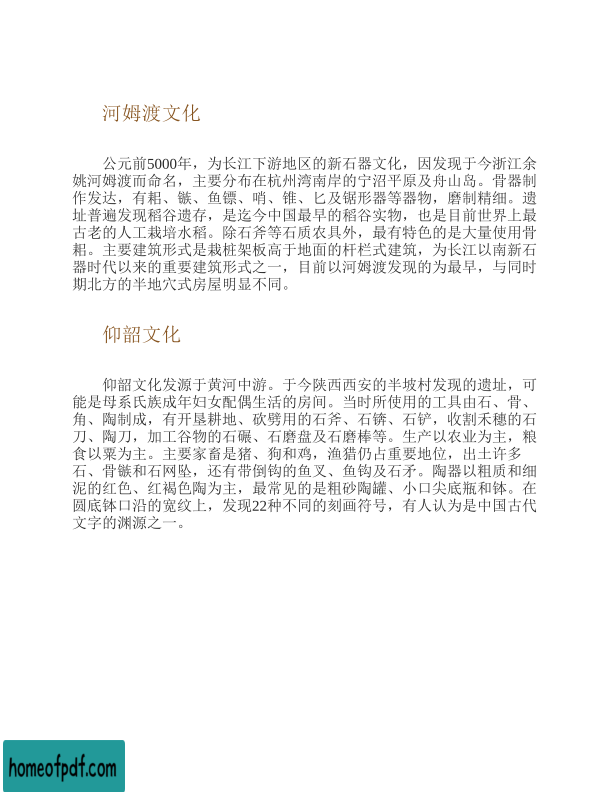 河姆渡文化
公元前5000年，为长江下游地区的新石器文化，因发现于今浙江余
姚河姆渡而命名，主要分布在杭州湾南岸的宁沼平原及舟山岛。骨器制
作发达，有耜、镞、鱼镖、哨、锥、匕及锯形器等器物，磨制精细。遗
址普遍发现稻谷遗存，是迄今中国最早的稻谷实物，也是目前世界上最
古老的人工栽培水稻。除石斧等石质农具外，最有特色的是大量使用骨
耜。主要建筑形式是栽桩架板高于地面的杆栏式建筑，为长江以南新石
器时代以来的重要建筑形式之一，目前以河姆渡发现的为最早，与同时
期北方的半地穴式房屋明显不同。
仰韶文化
仰韶文化发源于黄河中游。于今陕西西安的半坡村发现的遗址，可
能是母系氏族成年妇女配偶生活的房间。当时所使用的工具由石、骨、
角、陶制成，有开垦耕地、砍劈用的石斧、石锛、石铲，收割禾穗的石
刀、陶刀，加工谷物的石碾、石磨盘及石磨棒等。生产以农业为主，粮
食以粟为主。主要家畜是猪、狗和鸡，渔猎仍占重要地位，出土许多
石、骨镞和石网坠，还有带倒钩的鱼叉、鱼钩及石矛。陶器以粗质和细
泥的红色、红褐色陶为主，最常见的是粗砂陶罐、小口尖底瓶和钵。在
圆底钵口沿的宽纹上，发现22种不同的刻画符号，有人认为是中国古代
文字的渊源之一。
homeofpdf.com